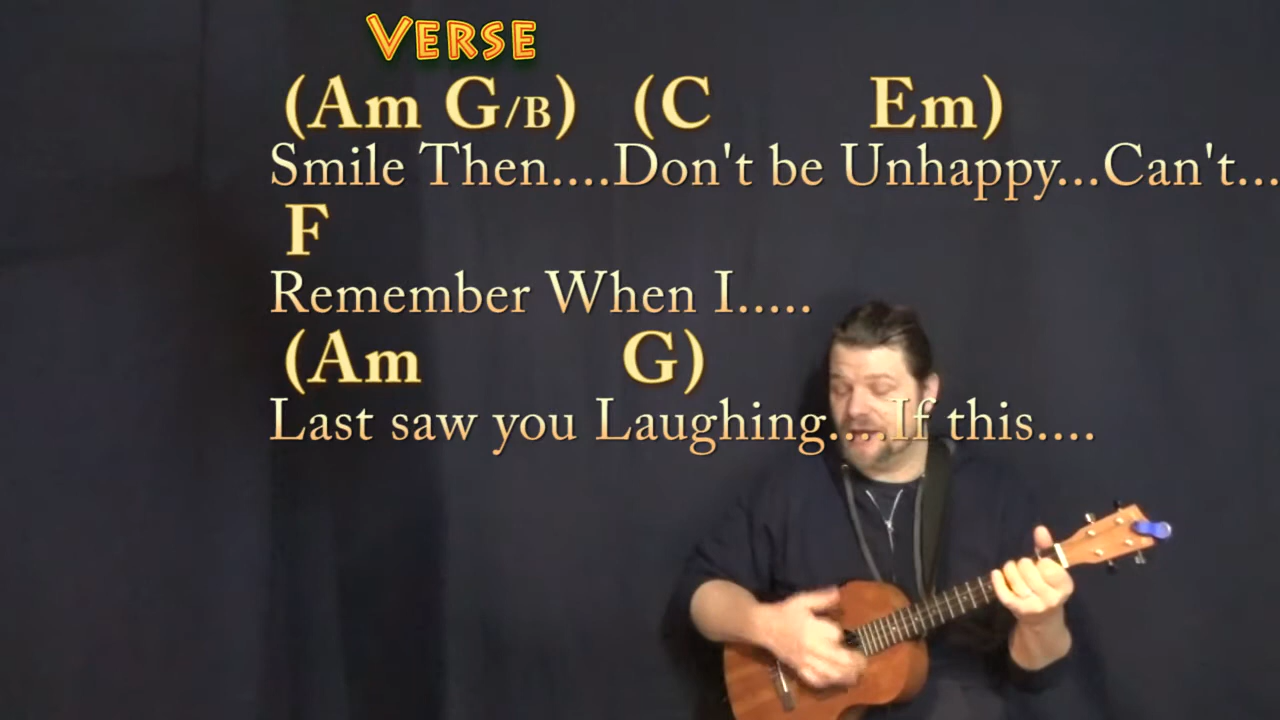 VERSE
(Am G/B) (C Em)
Smile Then....Don't be Unhappy...Can't...
F
Remember When I.....
(Am G)
Last saw you Laughing....If this....